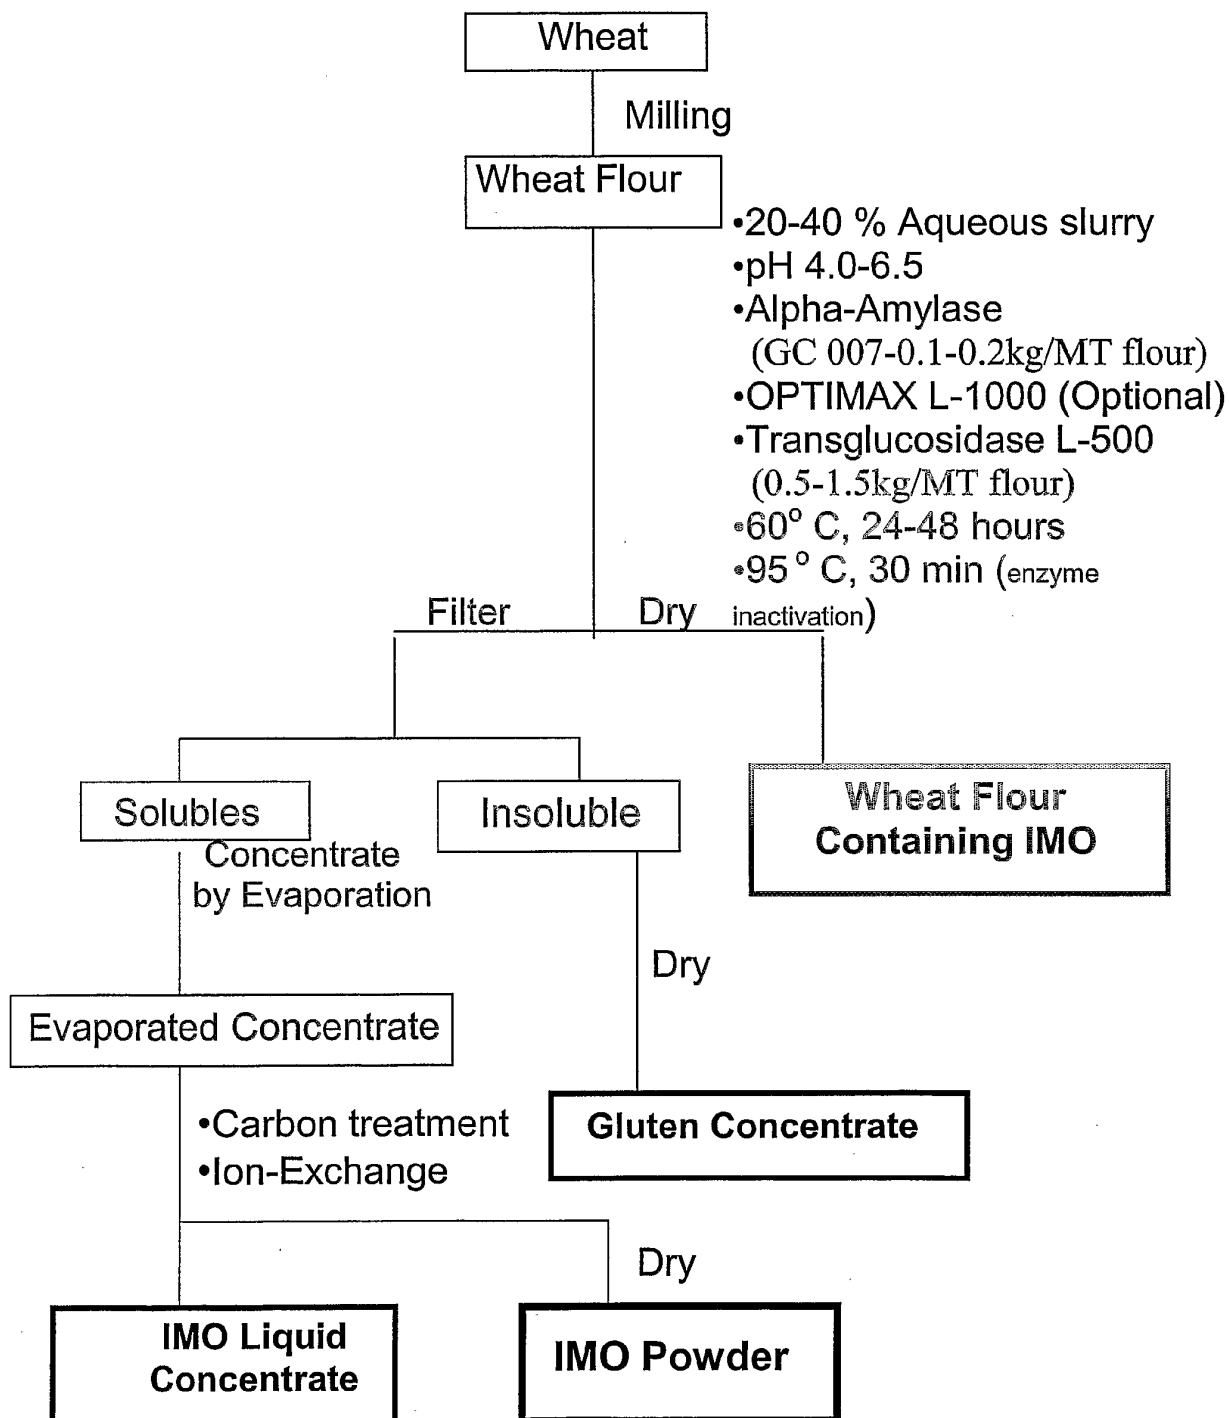 Wheat
Milling
Wheat Flour
•20-40 % Aqueous slurry
•pH 4.0-6.5
•Alpha-Amylase
(GC 007-0.1-0.2kg/MT flour)
•OPTIMAX L-1000 (Optional)
•Transglucosidase L-500
(0.5-1.5kg/MT flour)
•60° C, 24-48 hours
•95° C, 30 min (enzyme
inactivation)
Filter
Dry
Solubles
Insoluble
Wheat Flour
Containing IMO
Concentrate
by Evaporation
Dry
Evaporated Concentrate
•Carbon treatment
•Ion-Exchange
Gluten Concentrate
Dry
IMO Liquid
Concentrate
IMO Powder